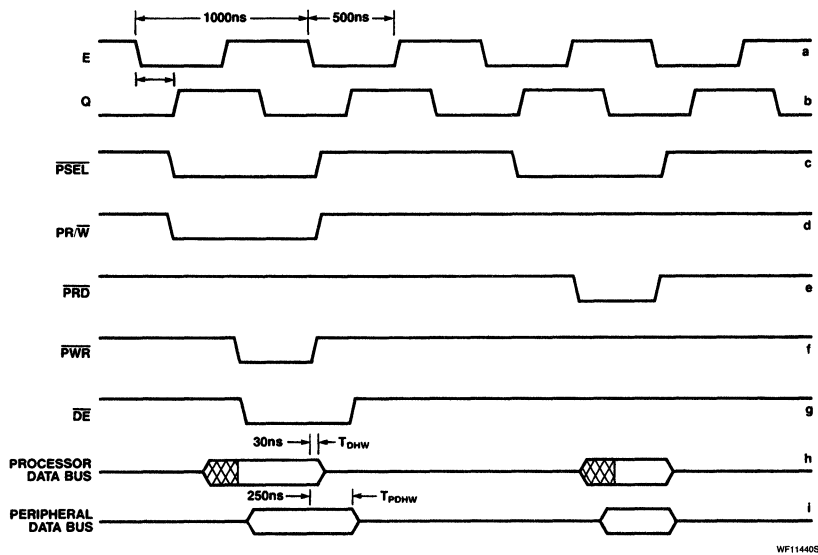 1000ns 500ns
E a
Q b
PSEL c
PR/W d
PRD e
PWR f
DE g
30ns TDHW
PROCESSOR DATA BUS h
250ns TPDHW
PERIPHERAL DATA BUS i
WF11440S